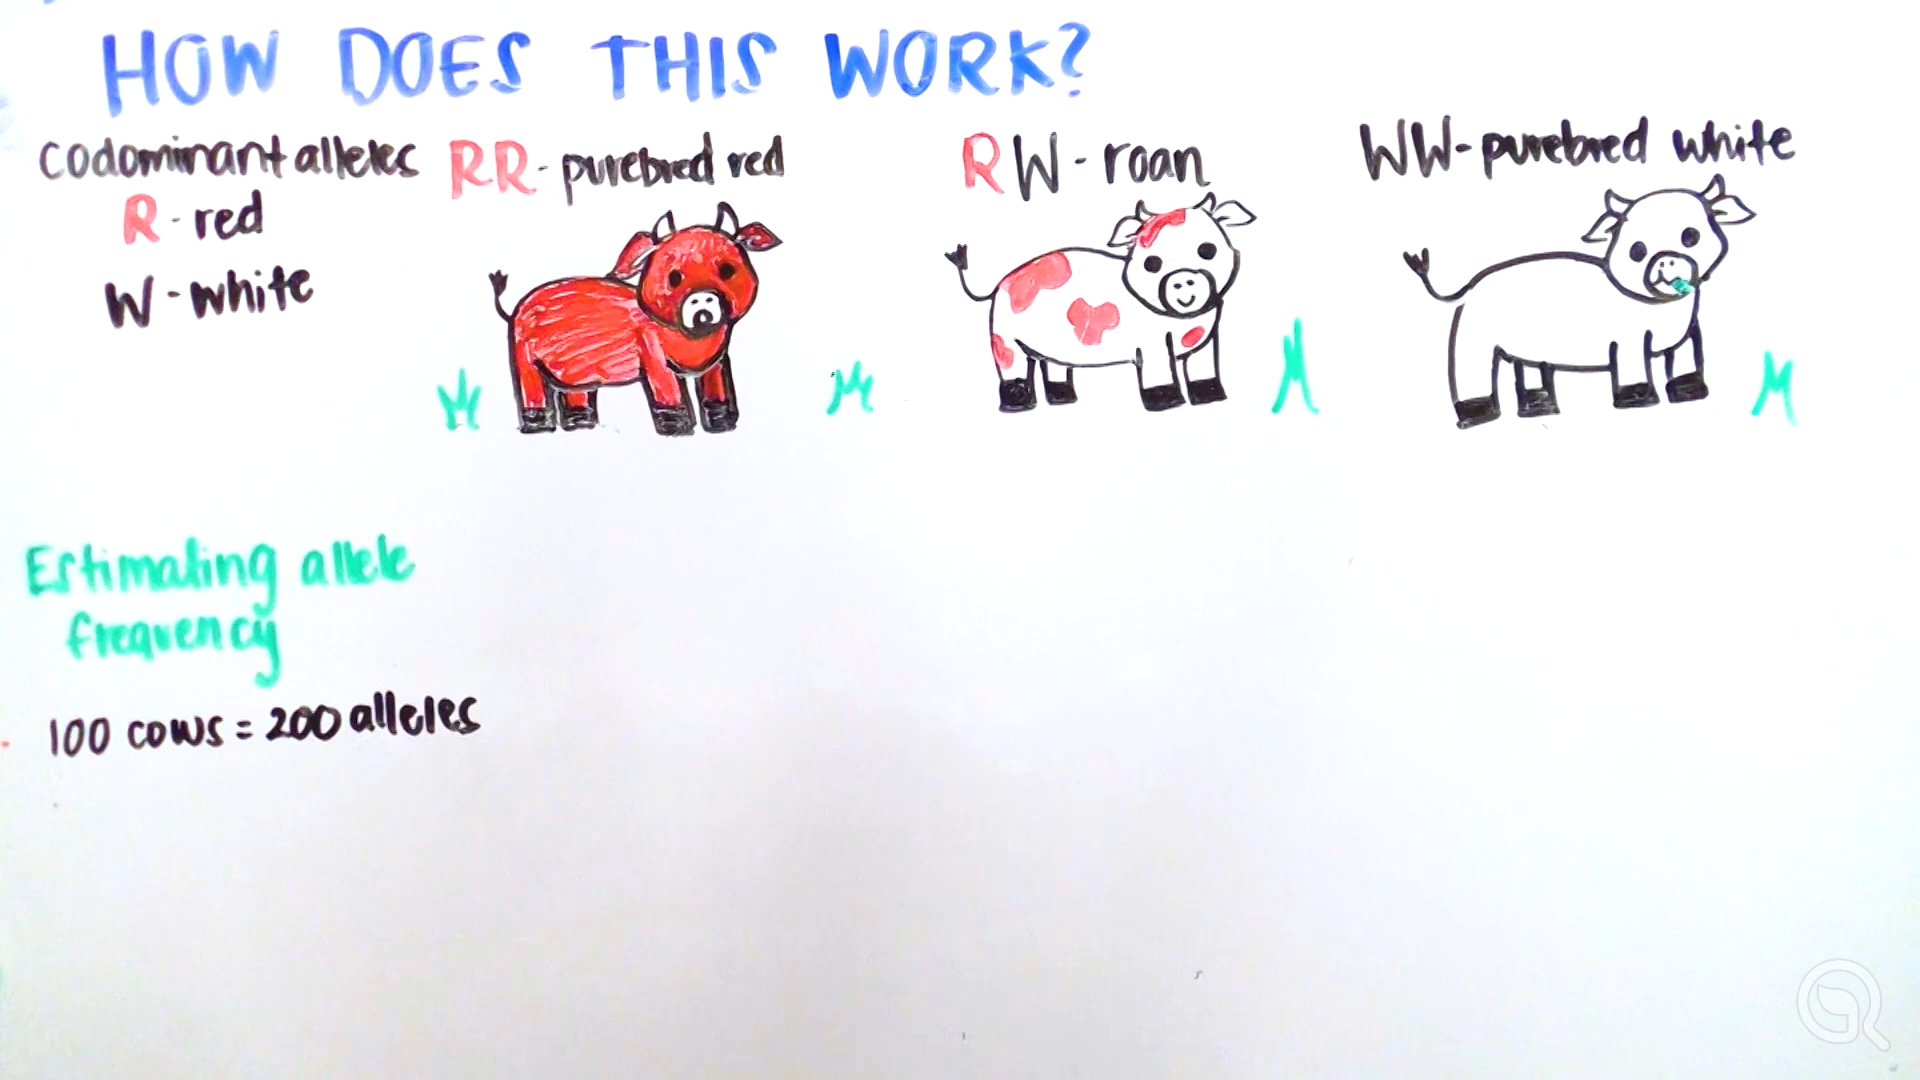 HOW DOES THIS WORK?
codominant alleles
R - red
W - white
RR - purebred red
RW - roan
WW - purebred white
Estimating allele
frequency
100 cows = 200 alleles